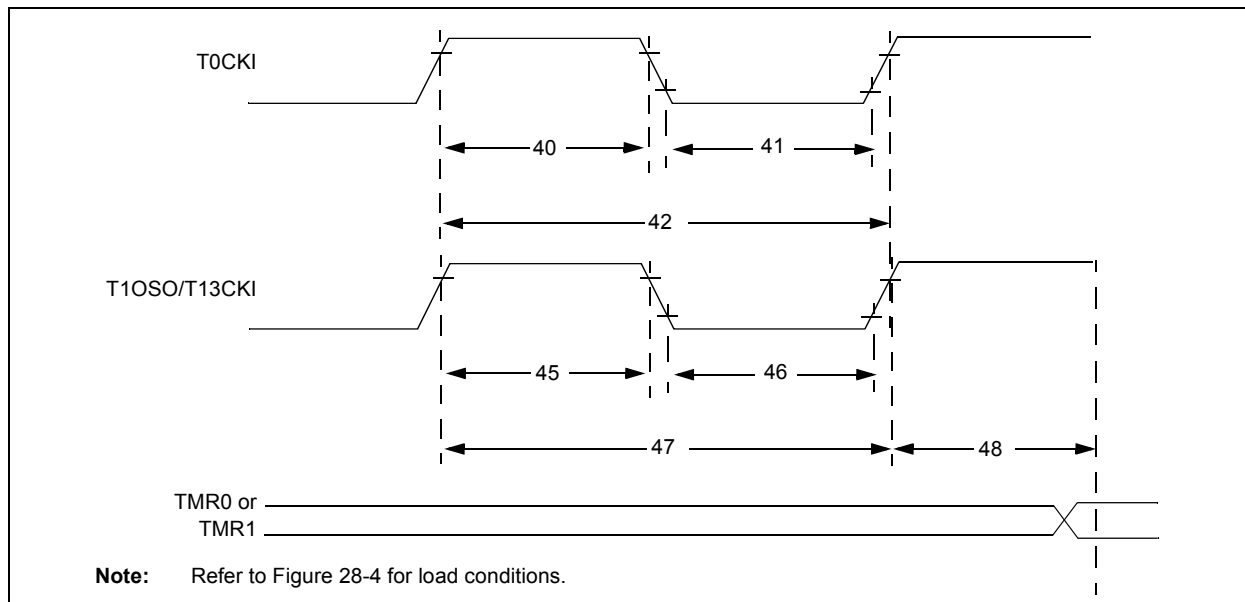 T0CKI
40
41
42
T1OSO/T13CKI
45
46
47
48
TMR0 or
TMR1
Note: Refer to Figure 28-4 for load conditions.